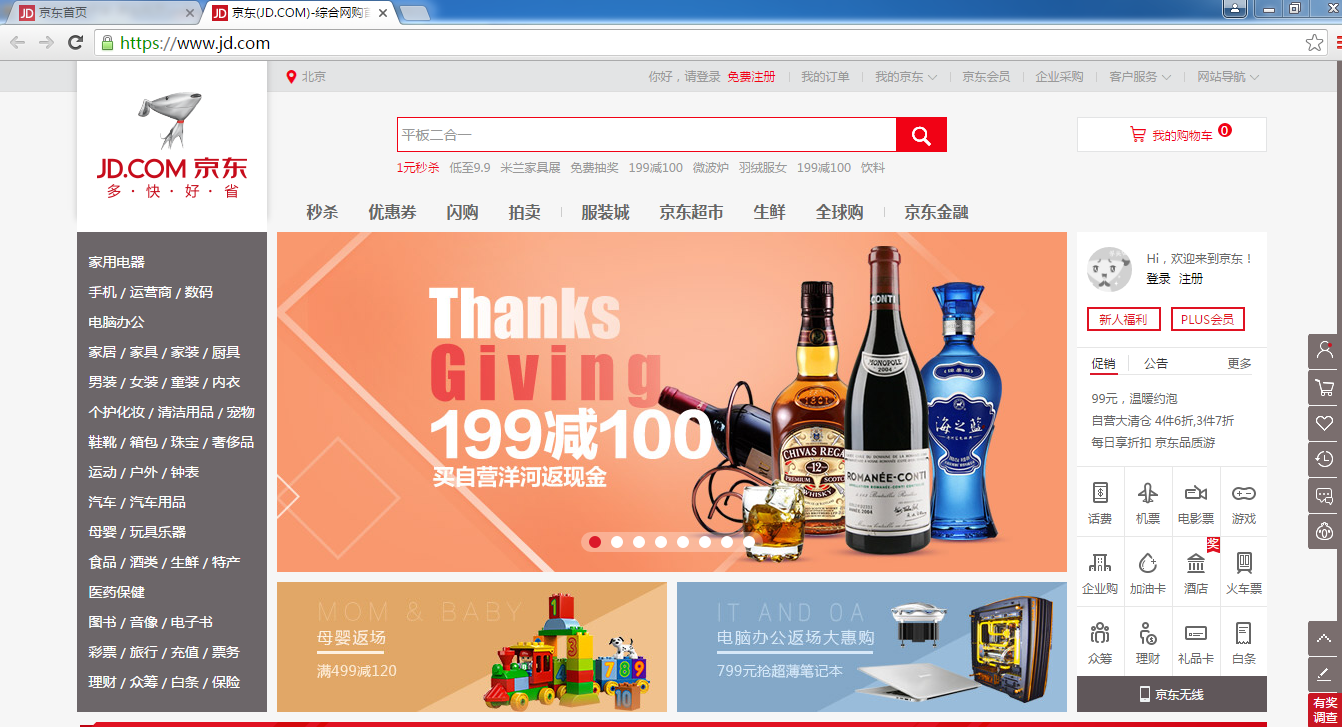 京东首页
京东(JD.COM)-综合网购首
https://www.jd.com
北京
你好，请登录 免费注册 我的订单 我的京东 京东会员 企业采购 客户服务 网站导航
JD.COM 京东
多·快·好·省
平板二合一
我的购物车 0
1元秒杀 低至9.9 米兰家具展 免费抽奖 199减100 微波炉 羽绒服女 199减100 饮料
秒杀 优惠券 闪购 拍卖 服装城 京东超市 生鲜 全球购 京东金融
家用电器
手机 / 运营商 / 数码
电脑办公
家居 / 家具 / 家装 / 厨具
男装 / 女装 / 童装 / 内衣
个护化妆 / 清洁用品 / 宠物
鞋靴 / 箱包 / 珠宝 / 奢侈品
运动 / 户外 / 钟表
汽车 / 汽车用品
母婴 / 玩具乐器
食品 / 酒类 / 生鲜 / 特产
医药保健
图书 / 音像 / 电子书
彩票 / 旅行 / 充值 / 票务
理财 / 众筹 / 白条 / 保险
Thanks
Giving
199减100
买自营洋河返现金
CHIVAS REGAL
12
PREMIUM SCOTCH
WHISKY
CONTI
MONOPOLE
2004
ROMANÉE-CONTI
海之蓝
MOM & BABY
母婴返场
满499减120
1
2
3
7 8 9
10
IT AND OA
电脑办公返场大惠购
799元抢超薄笔记本
Hi，欢迎来到京东！
登录 注册
新人福利 PLUS会员
促销 公告 更多
99元，温暖约泡
自营大清仓 4件6折,3件7折
每日享折扣 京东品质游
话费 机票 电影票 游戏
奖
企业购 加油卡 酒店 火车票
众筹 理财 礼品卡 白条
京东无线
有奖
调查